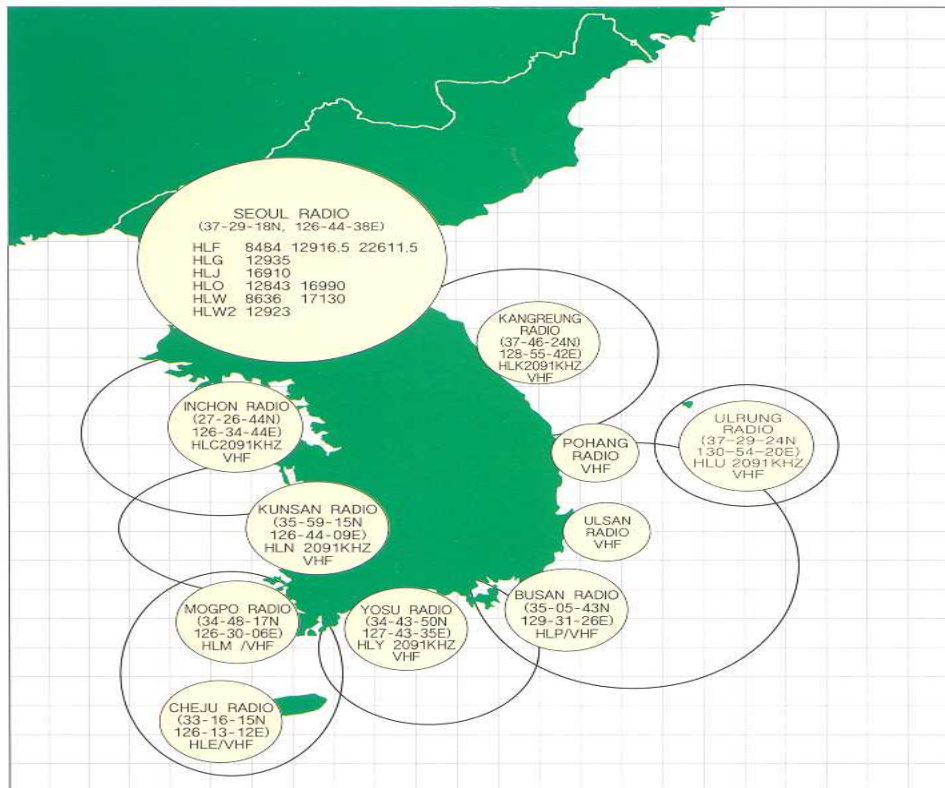 SEOUL RADIO
(37-29-18N, 126-44-38E)
HLF 8484 12916.5 22611.5
HLG 12935
HLJ 16910
HLO 12843 16990
HLW 8636 17130
HLW2 12923
KANGREUNG
RADIO
(37-46-24N)
128-55-42E)
HLK2091KHZ
VHF
INCHON RADIO
(27-26-44N)
126-34-44E)
HLC2091KHZ
VHF
POHANG
RADIO
VHF
ULRUNG
RADIO
(37-29-24N
130-54-20E)
HLU 2091KHZ
VHF
KUNSAN RADIO
(35-59-15N
126-44-09E)
HLN 2091KHZ
VHF
ULSAN
RADIO
VHF
MOGPO RADIO
(34-48-17N
126-30-06E)
HLM /VHF
YOSU RADIO
(34-43-50N
127-43-35E)
HLY 2091KHZ
VHF
BUSAN RADIO
(35-05-43N
129-31-26E)
HLP/VHF
CHEJU RADIO
(33-16-15N
126-13-12E)
HLE/VHF